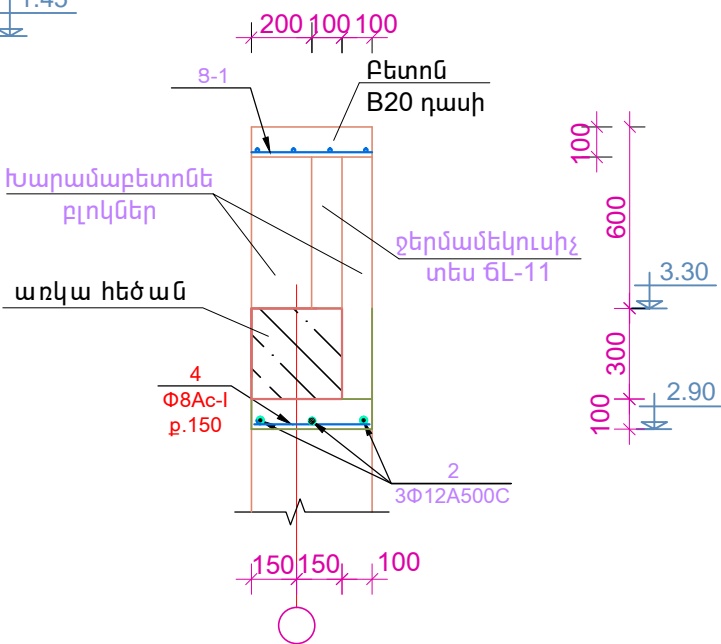 1.45
200 100 100
Ց-1
Բետոն
B20 դասի
100
Խարամաբետոնե
բլոկներ
600
ջերմամեկուսիչ
տես ճԼ-11
3.30
առկա հեծան
300
4
Φ8Ac-I
ք.150
2.90
100
2
3Φ12A500C
150 150 100